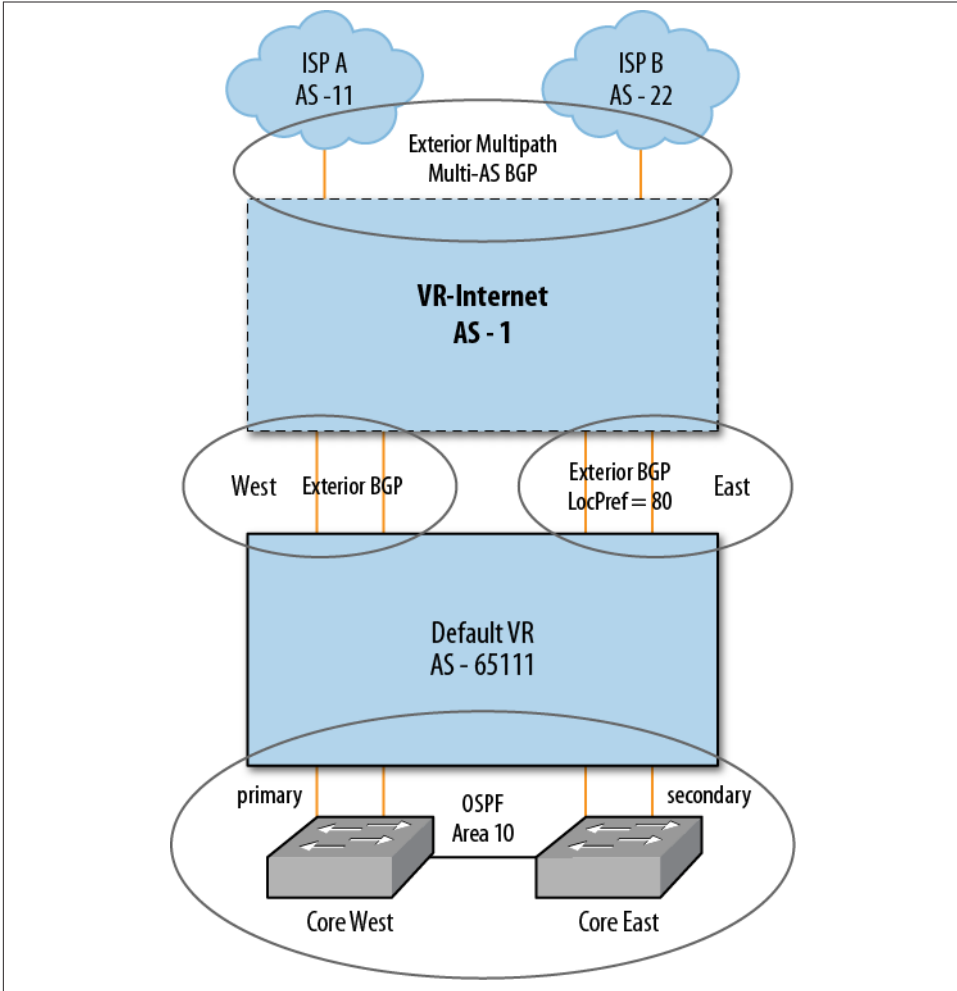 ISP A
AS -11
ISP B
AS - 22
Exterior Multipath
Multi-AS BGP
VR-Internet
AS - 1
West
Exterior BGP
Exterior BGP
LocPref = 80
East
Default VR
AS - 65111
primary
OSPF
Area 10
secondary
Core West
Core East